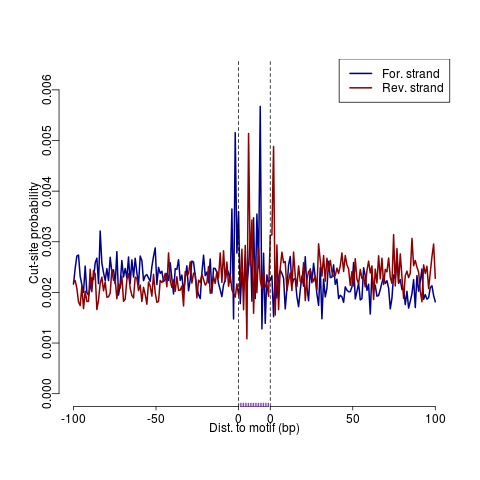 For. strand
Rev. strand
Cut-site probability
0.006
0.005
0.004
0.003
0.002
0.001
0.000
-100 -50 0 0 50 100
Dist. to motif (bp)